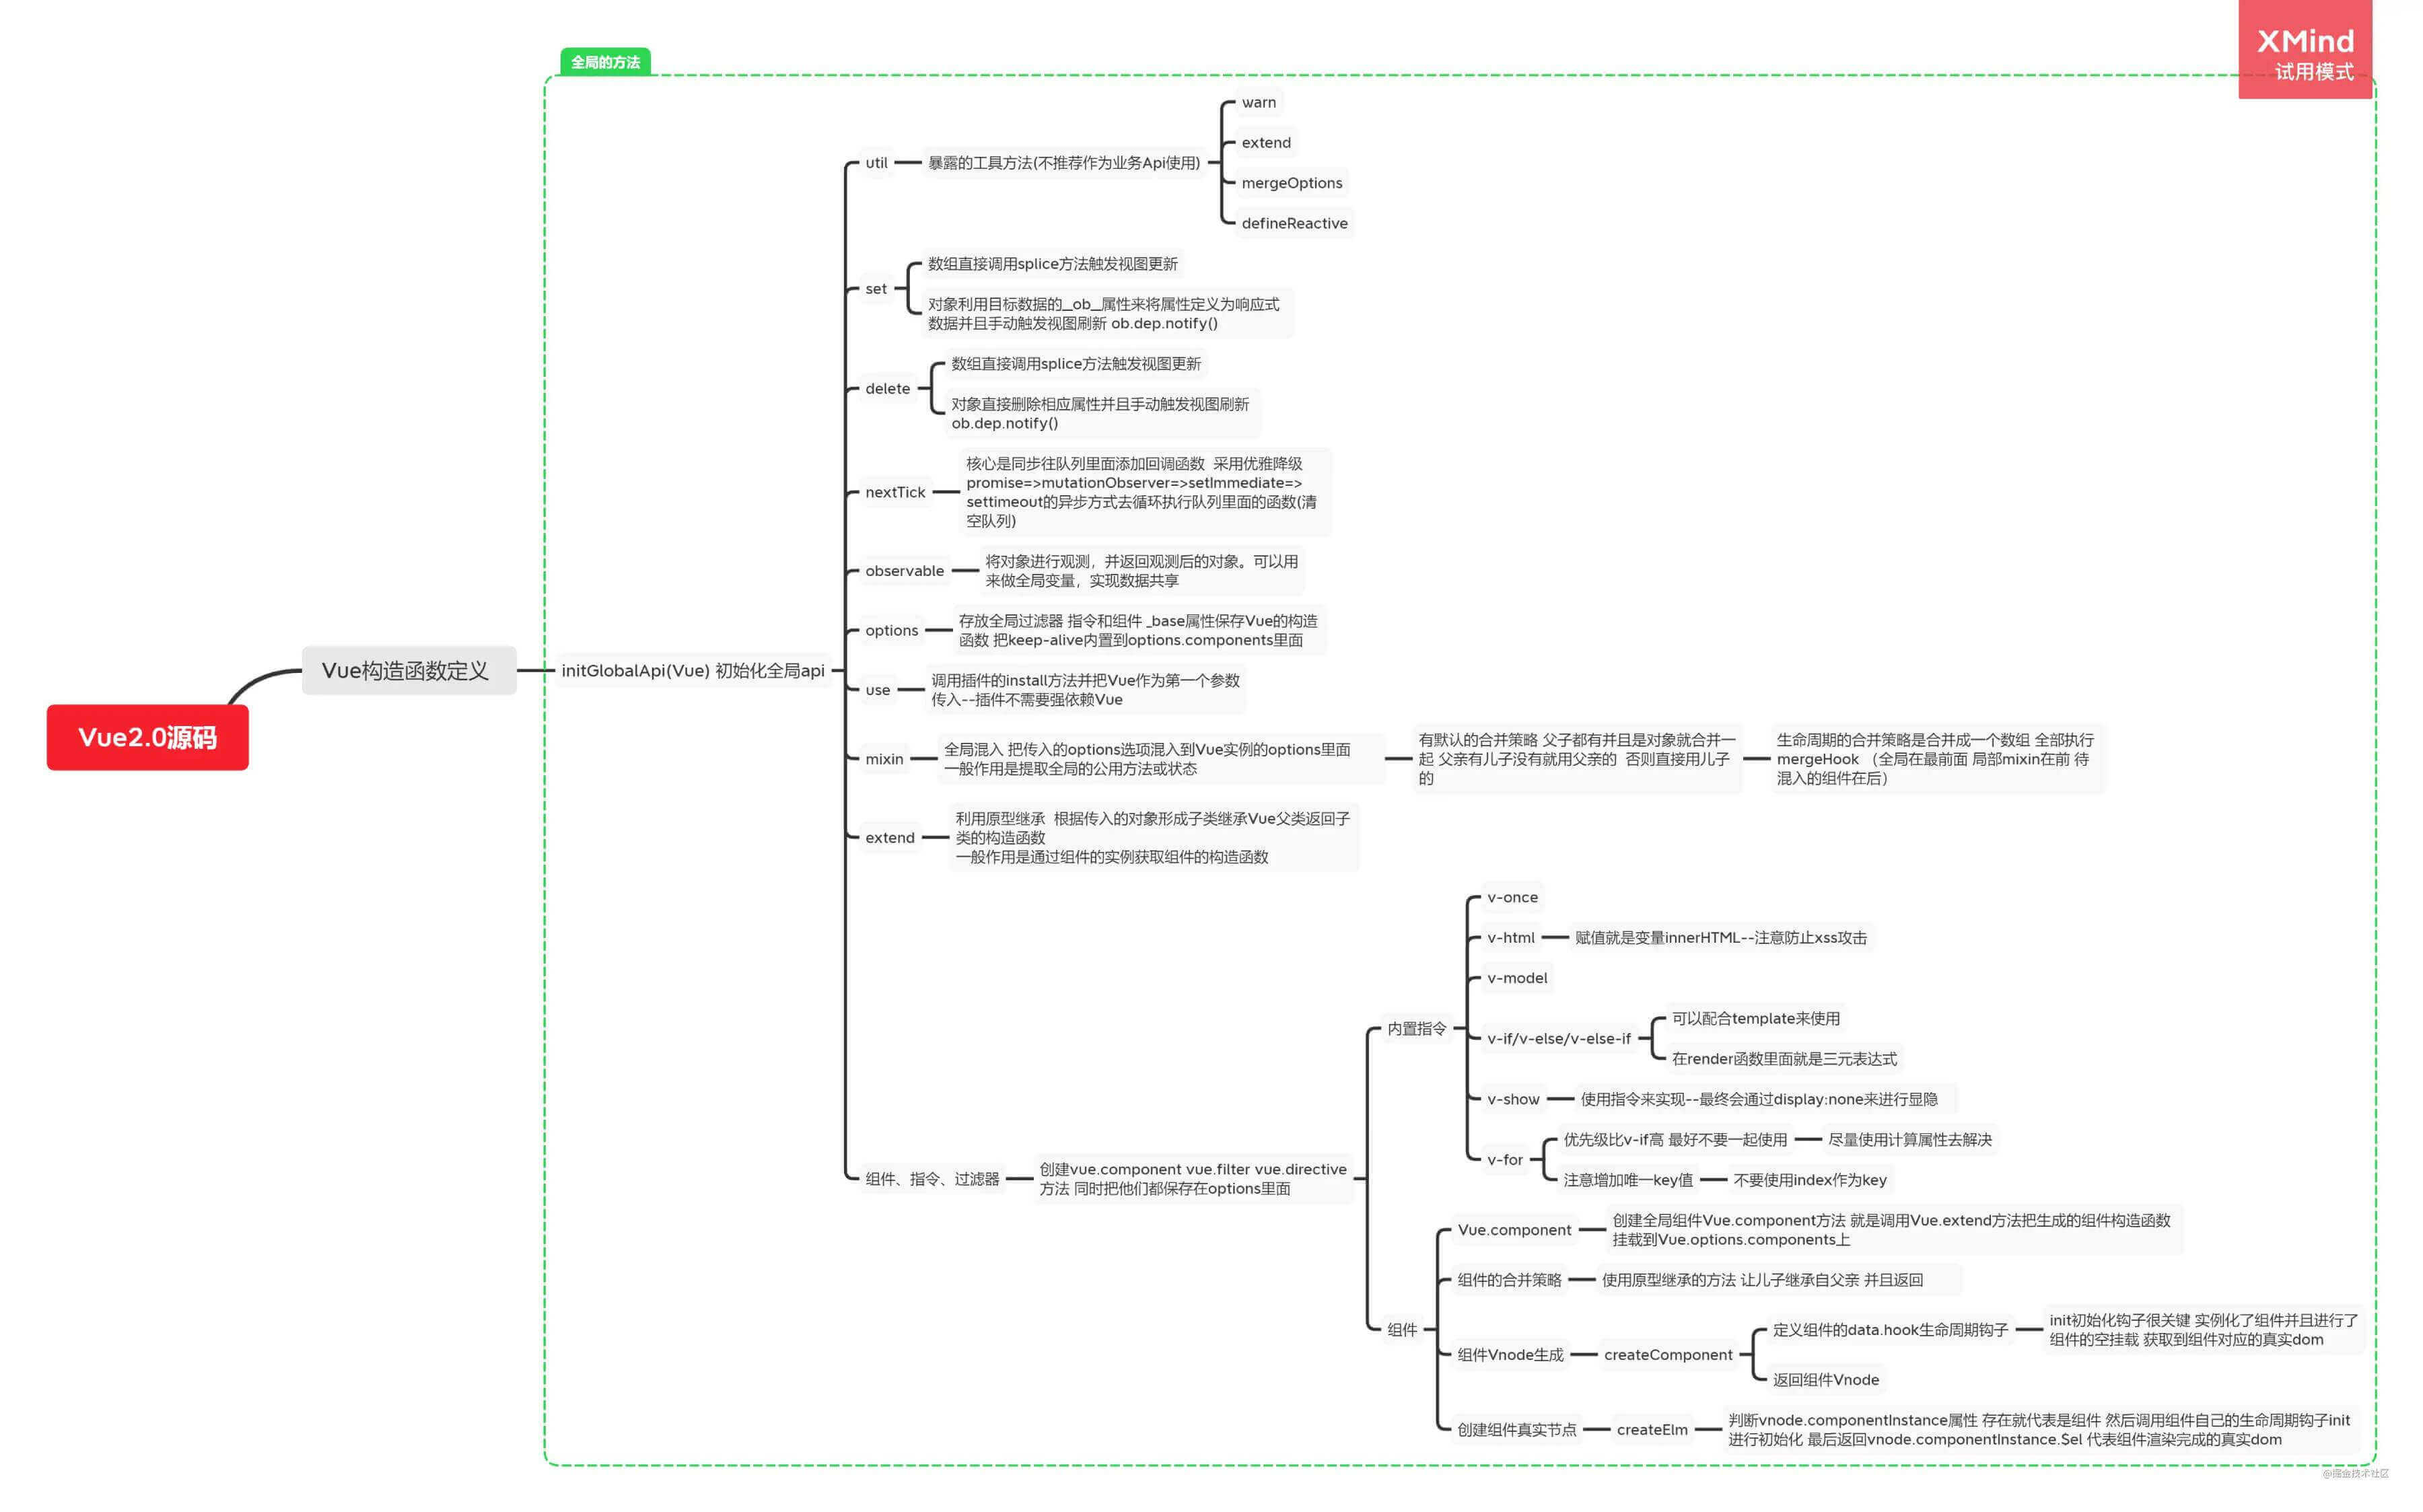 XMind
试用模式
全局的方法
Vue2.0源码
Vue构造函数定义
initGlobalApi(Vue) 初始化全局api
util
暴露的工具方法(不推荐作为业务Api使用)
warn
extend
mergeOptions
defineReactive
set
数组直接调用splice方法触发视图更新
对象利用目标数据的__ob__属性来将属性定义为响应式
数据并且手动触发视图刷新 ob.dep.notify()
delete
数组直接调用splice方法触发视图更新
对象直接删除相应属性并且手动触发视图刷新
ob.dep.notify()
nextTick
核心是同步往队列里面添加回调函数 采用优雅降级
promise=>mutationObserver=>setImmediate=>
settimeout的异步方式去循环执行队列里面的函数(清
空队列)
observable
将对象进行观测，并返回观测后的对象。可以用
来做全局变量，实现数据共享
options
存放全局过滤器 指令和组件 _base属性保存Vue的构造
函数 把keep-alive内置到options.components里面
use
调用插件的install方法并把Vue作为第一个参数
传入--插件不需要强依赖Vue
mixin
全局混入 把传入的options选项混入到Vue实例的options里面
一般作用是提取全局的公用方法或状态
有默认的合并策略 父子都有并且是对象就合并一
起 父亲有儿子没有就用父亲的 否则直接用儿子
的
生命周期的合并策略是合并成一个数组 全部执行
mergeHook （全局在最前面 局部mixin在前 待
混入的组件在后）
extend
利用原型继承 根据传入的对象形成子类继承Vue父类返回子
类的构造函数
一般作用是通过组件的实例获取组件的构造函数
组件、指令、过滤器
创建vue.component vue.filter vue.directive
方法 同时把他们都保存在options里面
内置指令
v-once
v-html
赋值就是变量innerHTML--注意防止xss攻击
v-model
v-if/v-else/v-else-if
可以配合template来使用
在render函数里面就是三元表达式
v-show
使用指令来实现--最终会通过display:none来进行显隐
v-for
优先级比v-if高 最好不要一起使用
尽量使用计算属性去解决
注意增加唯一key值
不要使用index作为key
组件
Vue.component
创建全局组件Vue.component方法 就是调用Vue.extend方法把生成的组件构造函数
挂载到Vue.options.components上
组件的合并策略
使用原型继承的方法 让儿子继承自父亲 并且返回
组件Vnode生成
createComponent
定义组件的data.hook生命周期钩子
init初始化钩子很关键 实例化了组件并且进行了
组件的空挂载 获取到组件对应的真实dom
返回组件Vnode
创建组件真实节点
createElm
判断vnode.componentInstance属性 存在就代表是组件 然后调用组件自己的生命周期钩子init
进行初始化 最后返回vnode.componentInstance.$el 代表组件渲染完成的真实dom
@掘金技术社区